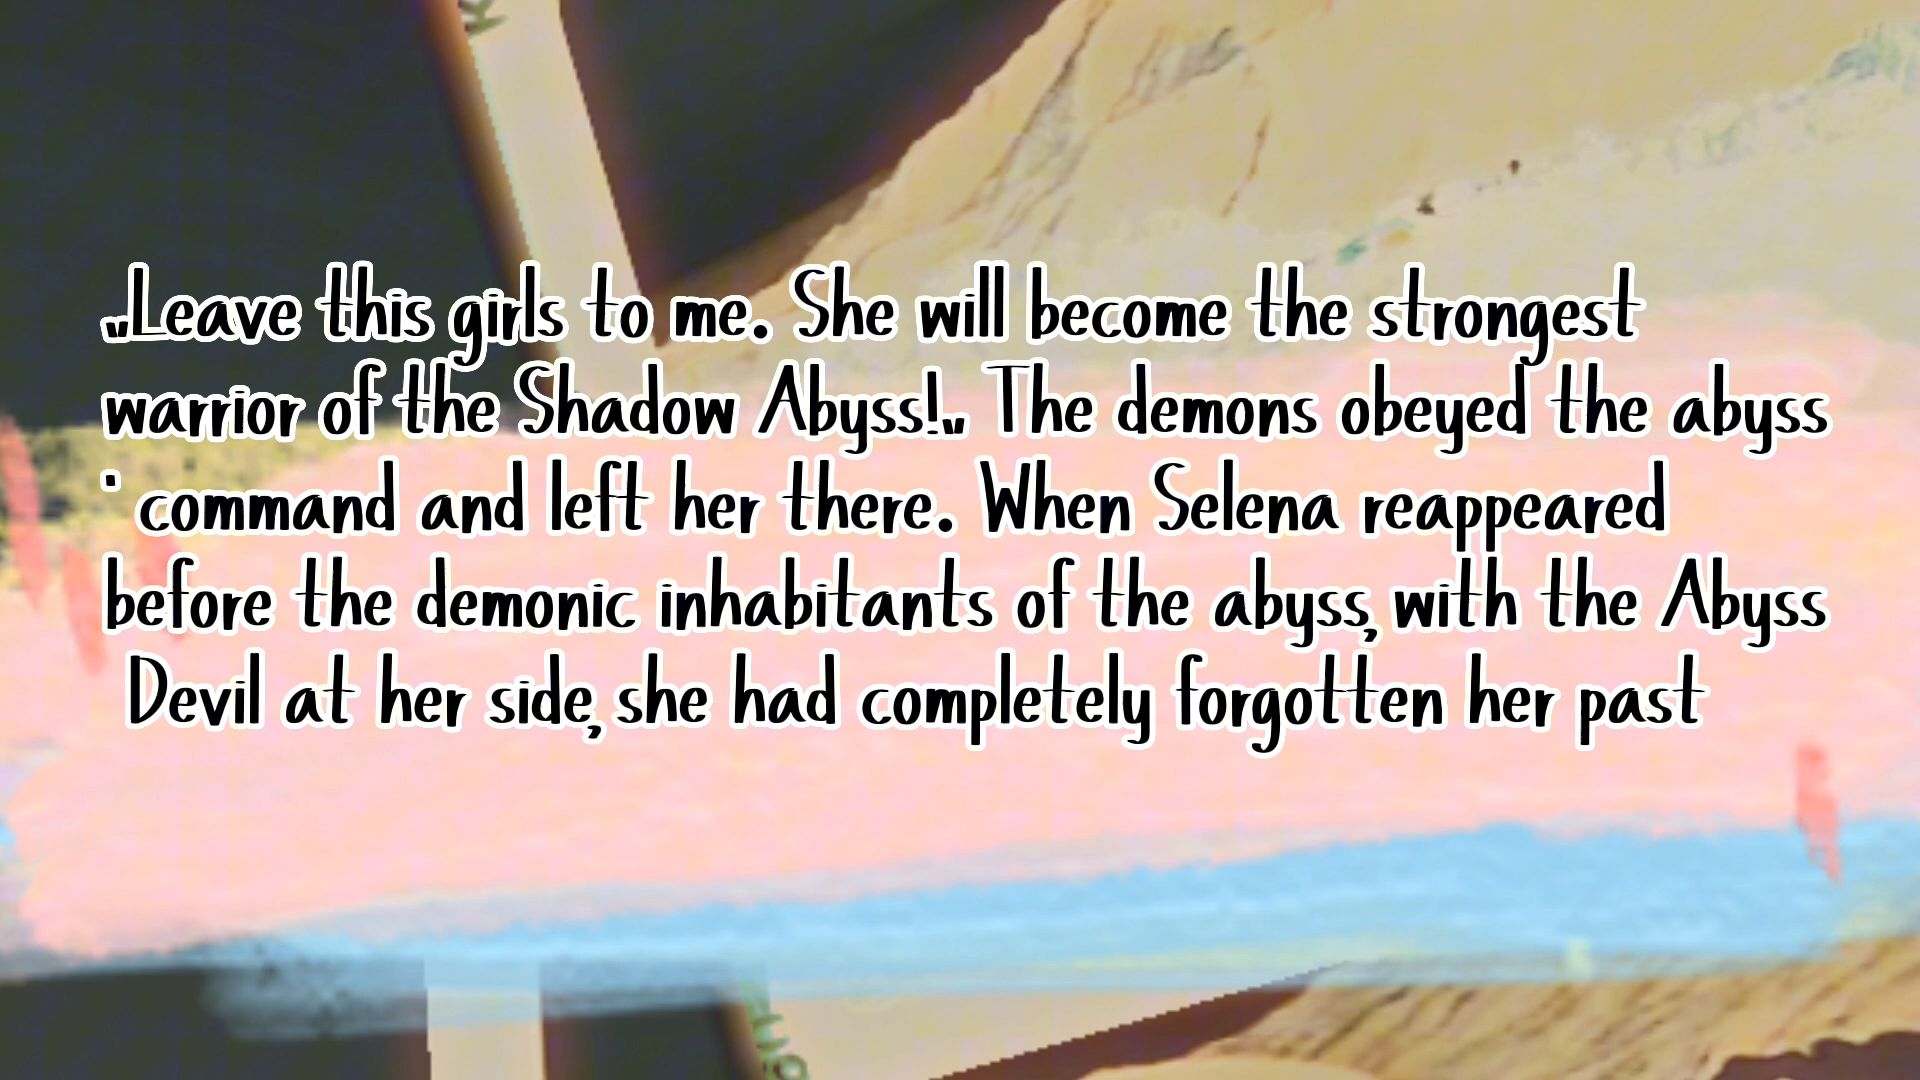 „Leave this girls to me. She will become the strongest
warrior of the Shadow Abyss!„ The demons obeyed the abyss
' command and left her there. When Selena reappeared
before the demonic inhabitants of the abyss, with the Abyss
Devil at her side, she had completely forgotten her past